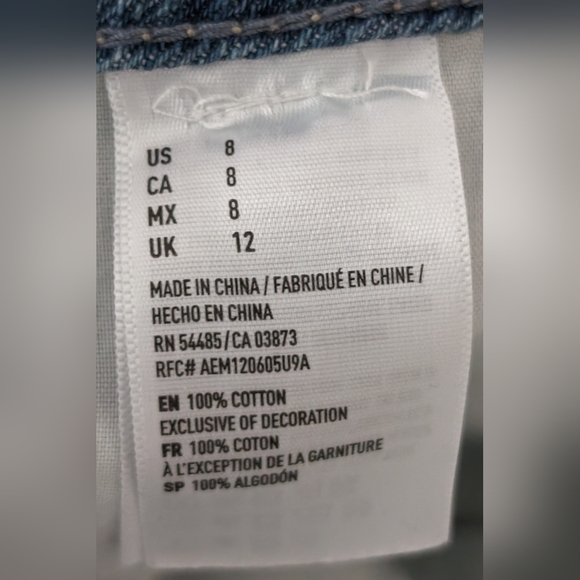 US 8
CA 8
MX 8
UK 12
MADE IN CHINA / FABRIQUÉ EN CHINE /
HECHO EN CHINA
RN 54485/CA 03873
RFC# AEM120605U9A
EN 100% COTTON
EXCLUSIVE OF DECORATION
FR 100% COTON
À L'EXCEPTION DE LA GARNITURE
SP 100% ALGODÓN